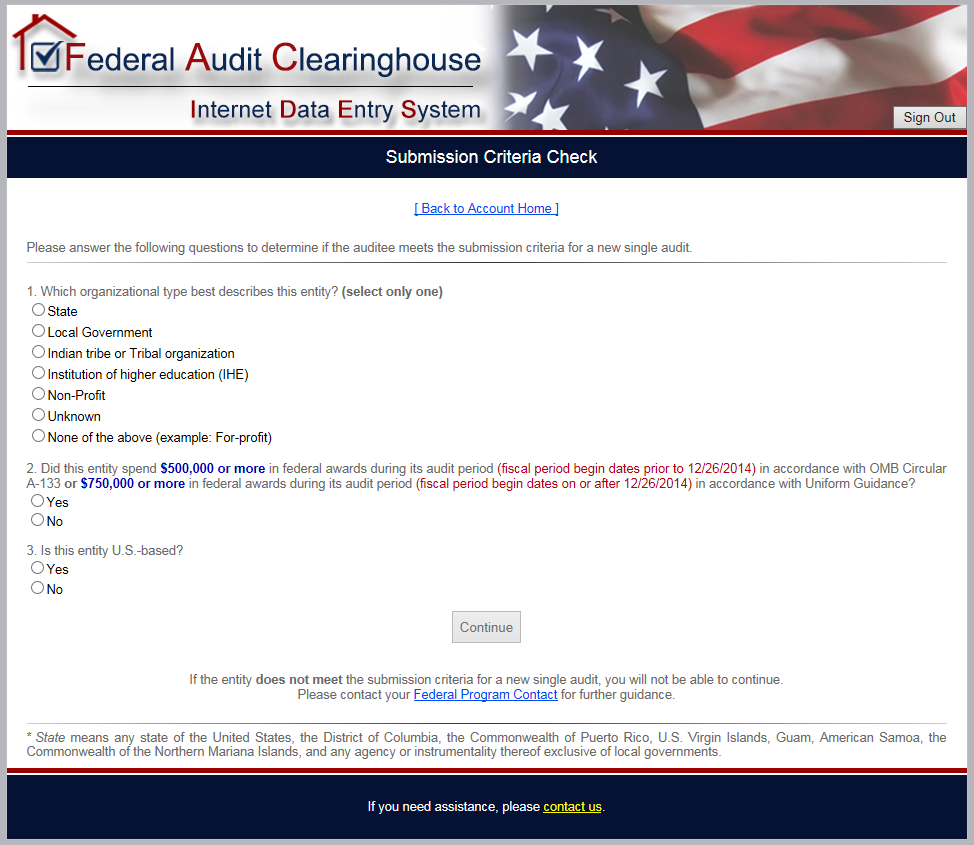 Federal Audit Clearinghouse
Internet Data Entry System
Sign Out
Submission Criteria Check
[ Back to Account Home ]
Please answer the following questions to determine if the auditee meets the submission criteria for a new single audit.
1. Which organizational type best describes this entity? (select only one)
State
Local Government
Indian tribe or Tribal organization
Institution of higher education (IHE)
Non-Profit
Unknown
None of the above (example: For-profit)
2. Did this entity spend $500,000 or more in federal awards during its audit period (fiscal period begin dates prior to 12/26/2014) in accordance with OMB Circular
A-133 or $750,000 or more in federal awards during its audit period (fiscal period begin dates on or after 12/26/2014) in accordance with Uniform Guidance?
Yes
No
3. Is this entity U.S.-based?
Yes
No
Continue
If the entity does not meet the submission criteria for a new single audit, you will not be able to continue.
Please contact your Federal Program Contact for further guidance.
* State means any state of the United States, the District of Columbia, the Commonwealth of Puerto Rico, U.S. Virgin Islands, Guam, American Samoa, the
Commonwealth of the Northern Mariana Islands, and any agency or instrumentality thereof exclusive of local governments.
If you need assistance, please contact us.